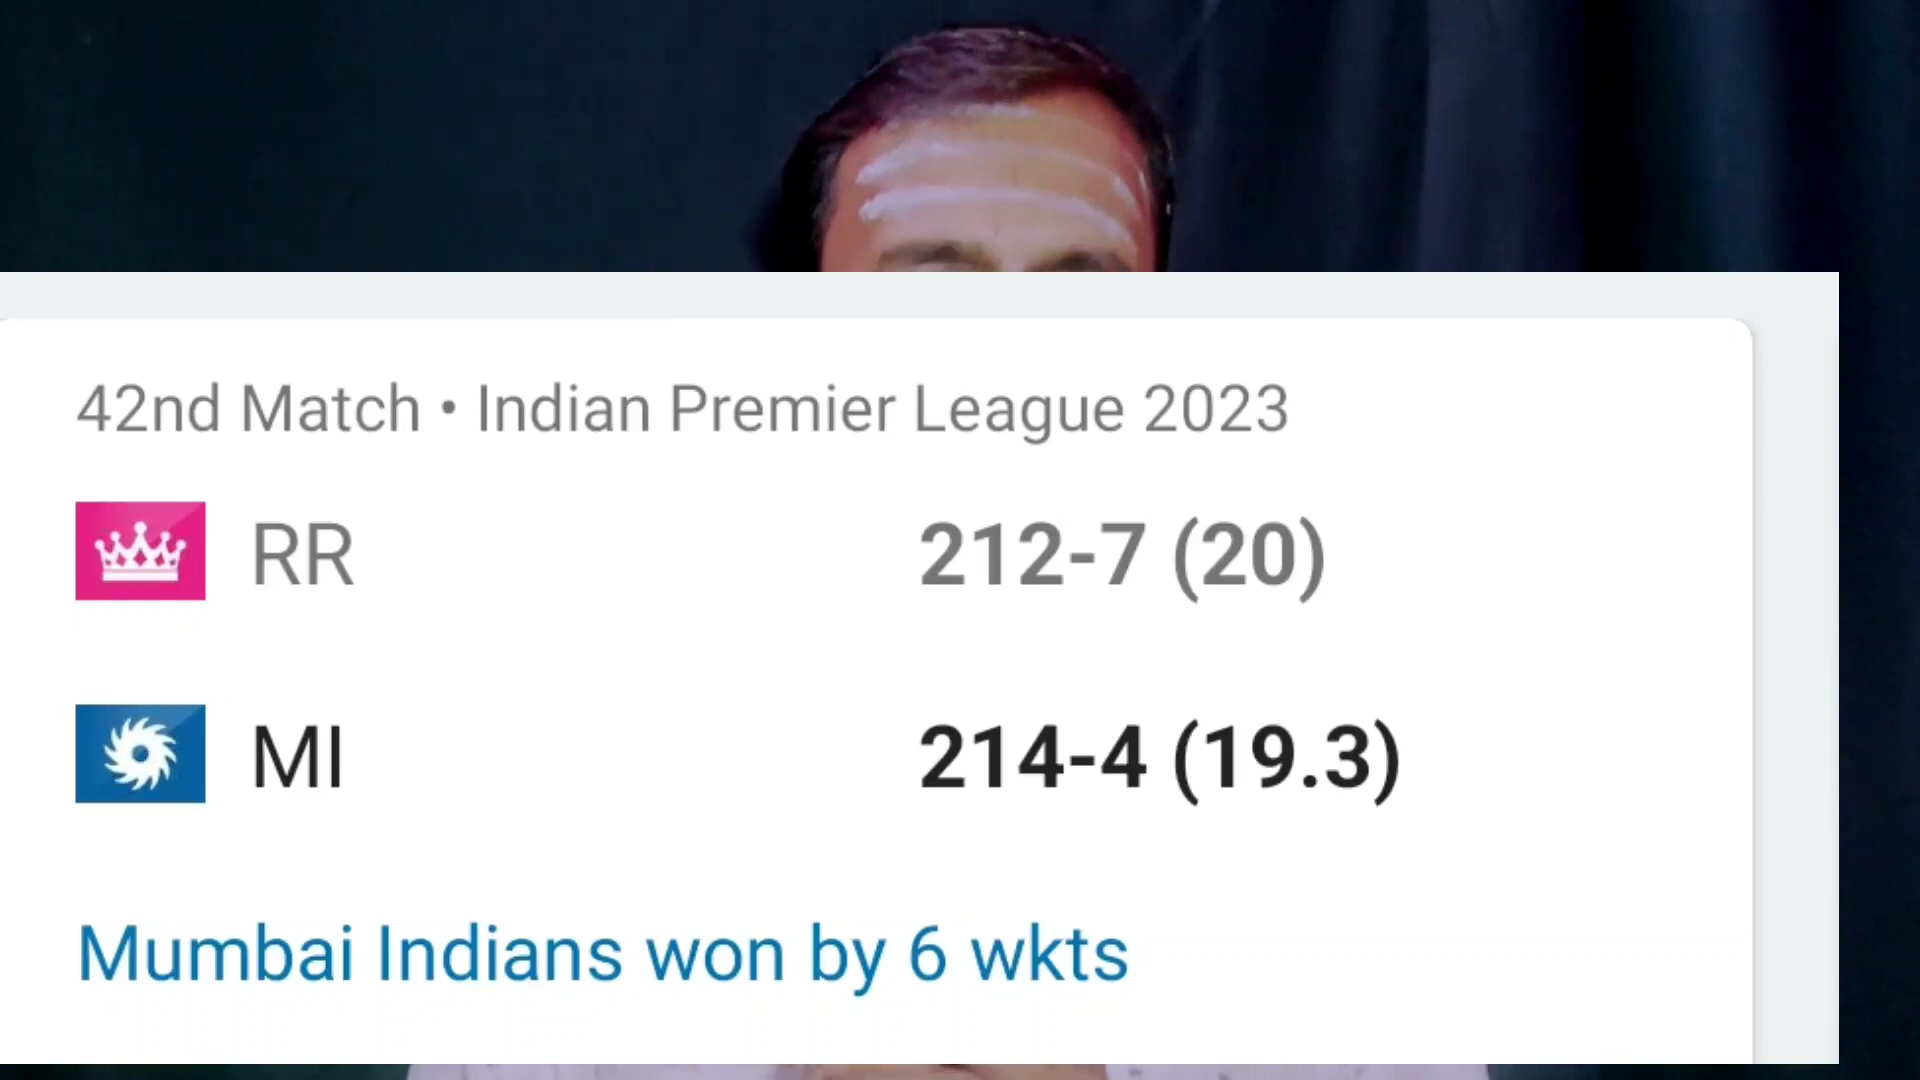 42nd Match • Indian Premier League 2023
RR 212-7 (20)
MI 214-4 (19.3)
Mumbai Indians won by 6 wkts